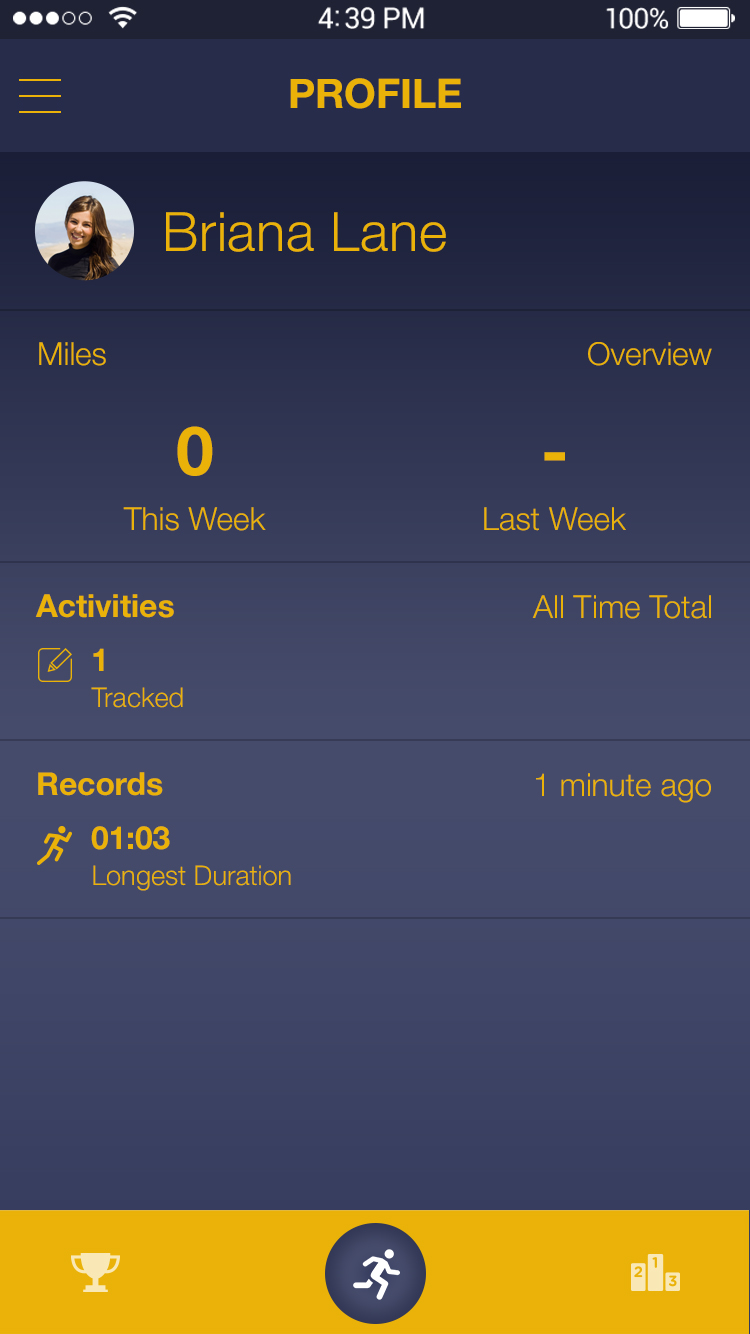 4:39 PM 100%
PROFILE
Briana Lane
Miles Overview
0 -
This Week Last Week
Activities All Time Total
1
Tracked
Records 1 minute ago
01:03
Longest Duration
2 1 3